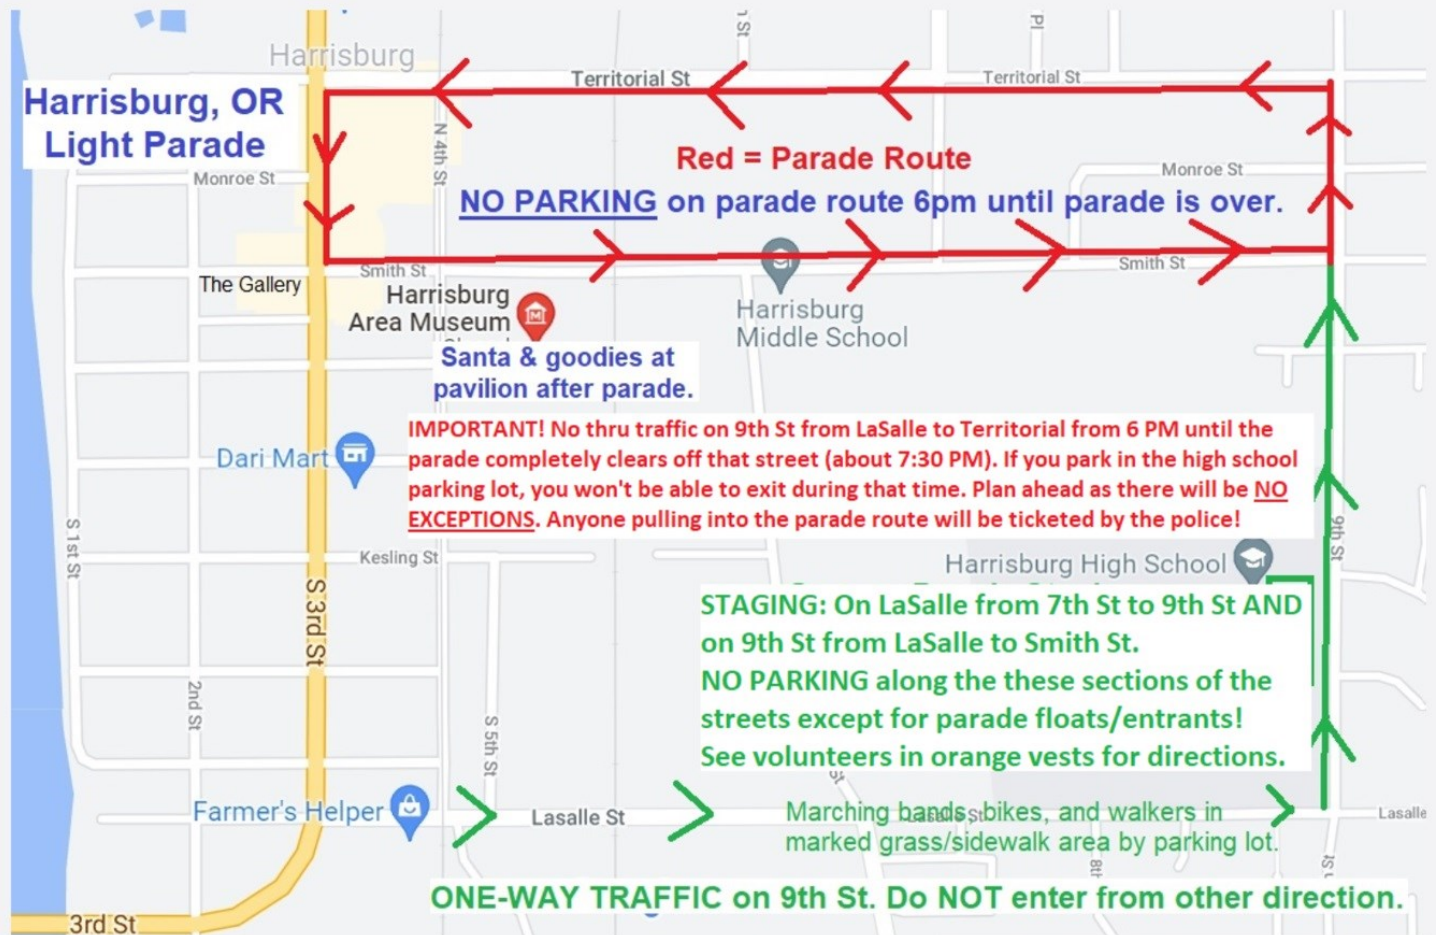 Harrisburg
St
Pl
Territorial St
Territorial St
Harrisburg, OR
Light Parade
N 4th St
Red = Parade Route
Monroe St
Monroe St
NO PARKING on parade route 6pm until parade is over.
Smith St
Smith St
The Gallery
Harrisburg
Area Museum
Harrisburg
Middle School
Santa & goodies at
pavilion after parade.
IMPORTANT! No thru traffic on 9th St from LaSalle to Territorial from 6 PM until the
parade completely clears off that street (about 7:30 PM). If you park in the high school
parking lot, you won't be able to exit during that time. Plan ahead as there will be NO
EXCEPTIONS. Anyone pulling into the parade route will be ticketed by the police!
Dari Mart
S 1st St
9th St
Kesling St
Harrisburg High School
S 3rd St
STAGING: On LaSalle from 7th St to 9th St AND
on 9th St from LaSalle to Smith St.
NO PARKING along the these sections of the
streets except for parade floats/entrants!
See volunteers in orange vests for directions.
2nd St
S 5th St
St
Farmer's Helper
Lasalle St
Marching bands, bikes, and walkers in
marked grass/sidewalk area by parking lot.
Lasalle
8th
ONE-WAY TRAFFIC on 9th St. Do NOT enter from other direction.
3rd St